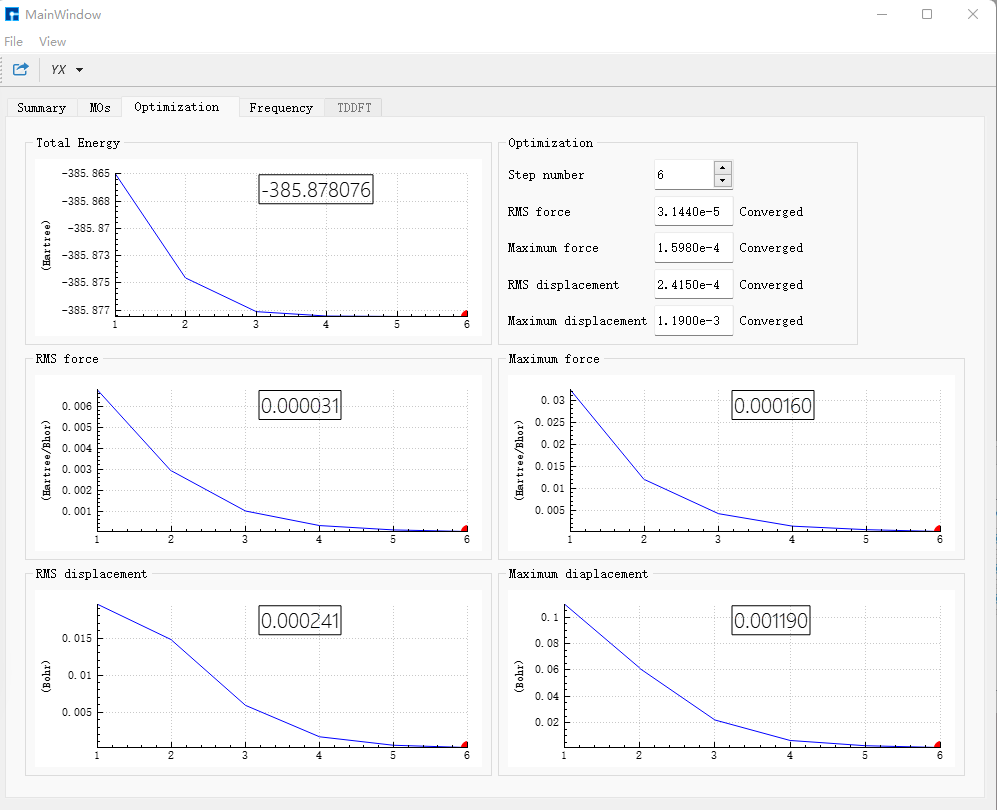 MainWindow
File View
YX
Summary MOs Optimization Frequency TDDFT
Total Energy
-385.865
-385.868
-385.87
-385.873
-385.875
-385.877
(Hartree)
-385.878076
1 2 3 4 5 6
Optimization
Step number 6
RMS force 3.1440e-5 Converged
Maximum force 1.5980e-4 Converged
RMS displacement 2.4150e-4 Converged
Maximum displacement 1.1900e-3 Converged
RMS force
0.006
0.005
0.004
0.003
0.002
0.001
(Hartree/Bhor)
0.000031
1 2 3 4 5 6
Maximum force
0.03
0.025
0.02
0.015
0.01
0.005
(Hartree/Bhor)
0.000160
1 2 3 4 5 6
RMS displacement
0.015
0.01
0.005
(Bohr)
0.000241
1 2 3 4 5 6
Maximum diaplacement
0.1
0.08
0.06
0.04
0.02
(Bohr)
0.001190
1 2 3 4 5 6